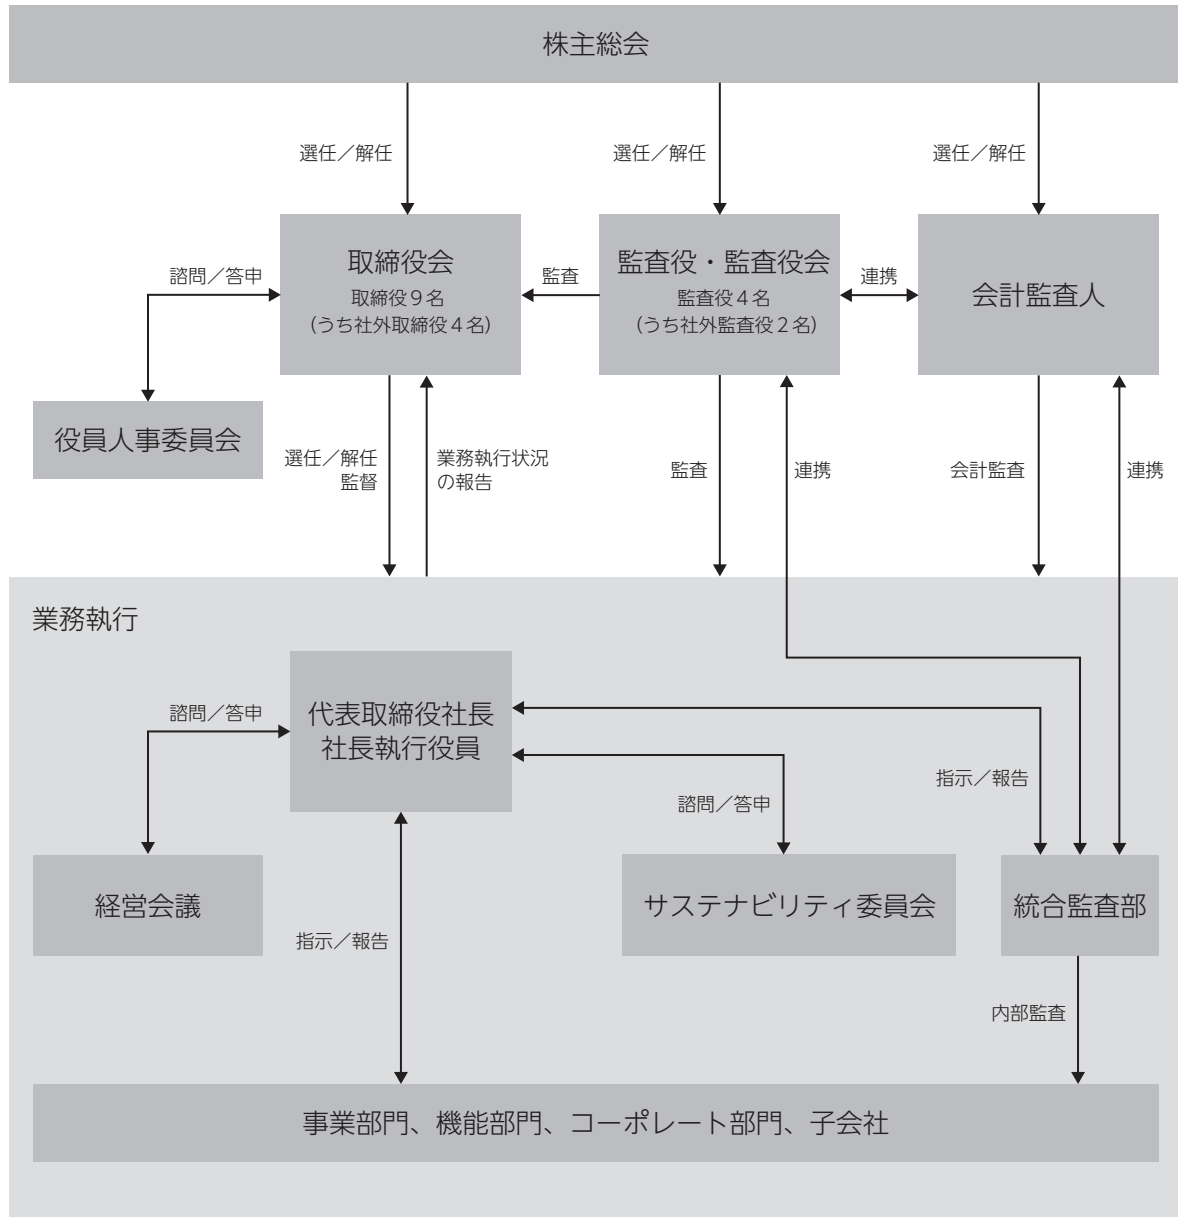 株主総会
選任／解任
選任／解任
選任／解任
取締役会
取締役９名
（うち社外取締役４名）
監査役・監査役会
監査役４名
（うち社外監査役２名）
会計監査人
諮問／答申
監査
連携
役員人事委員会
選任／解任
監督
業務執行状況
の報告
監査
連携
会計監査
連携
業務執行
代表取締役社長
社長執行役員
諮問／答申
指示／報告
諮問／答申
経営会議
サステナビリティ委員会
統合監査部
指示／報告
内部監査
事業部門、機能部門、コーポレート部門、子会社